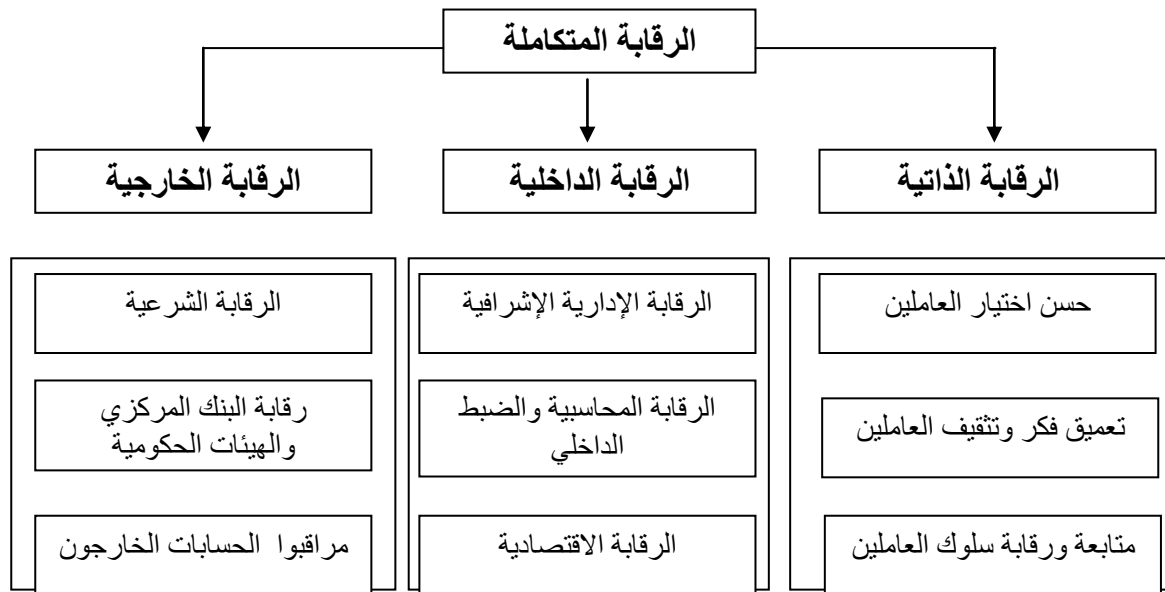 الرقابة المتكاملة
الرقابة الذاتية
الرقابة الداخلية
الرقابة الخارجية
حسن اختيار العاملين
تعميق فكر وتثقيف العاملين
متابعة ورقابة سلوك العاملين
الرقابة الإدارية الإشرافية
الرقابة المحاسبية والضبط
الداخلي
الرقابة الاقتصادية
الرقابة الشرعية
رقابة البنك المركزي
والهيئات الحكومية
مراقبوا الحسابات الخارجون